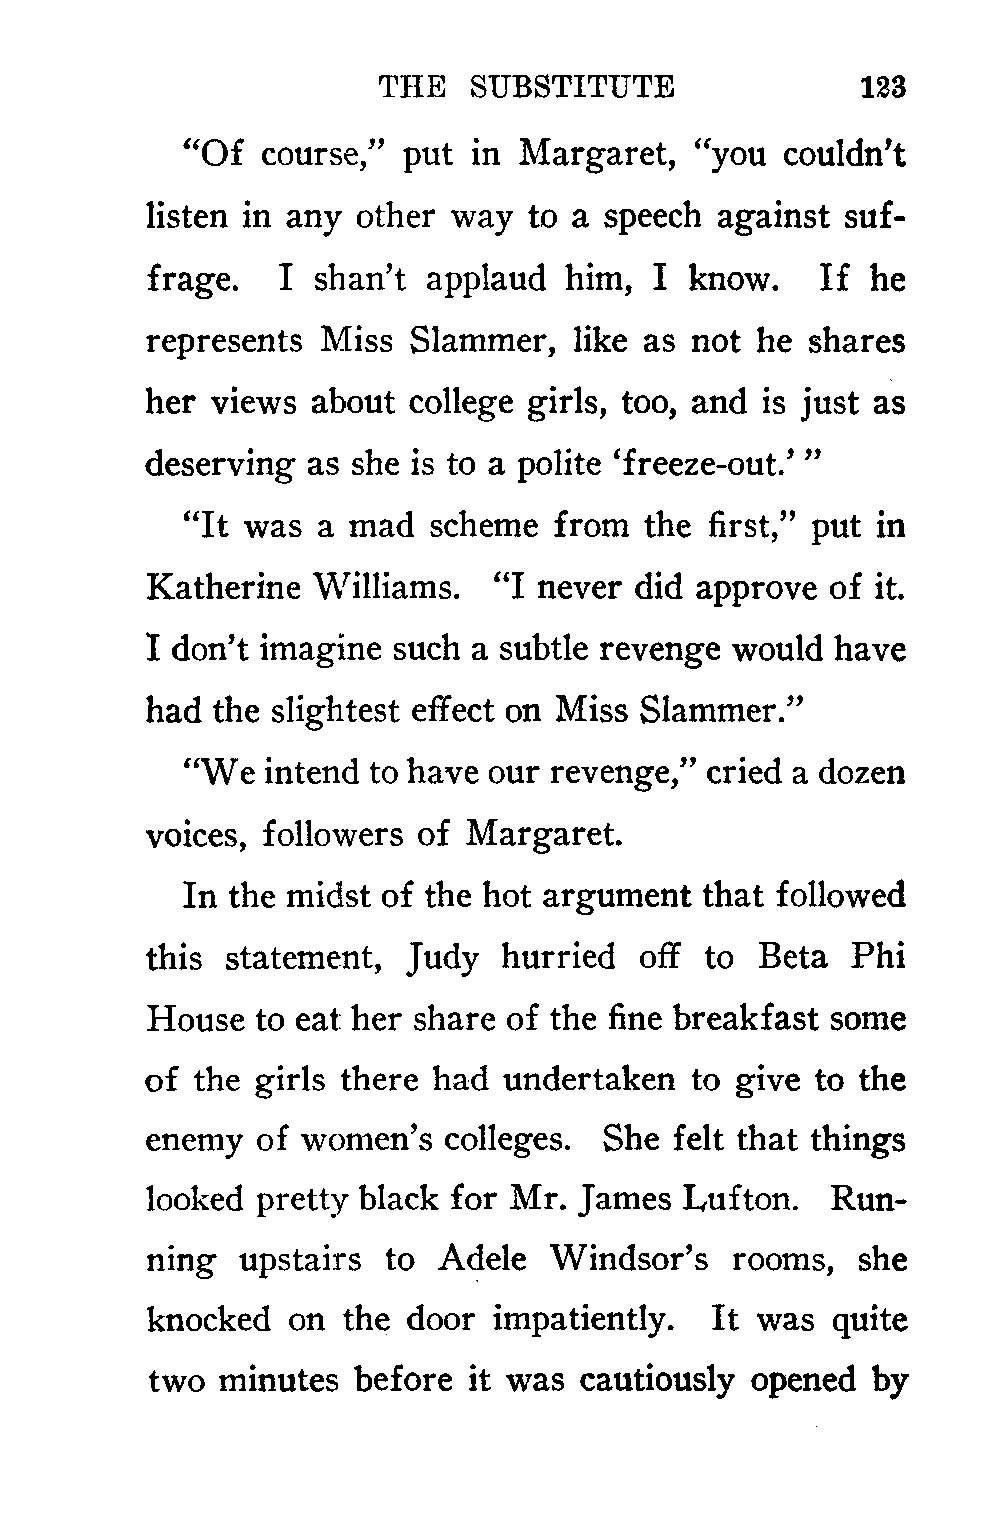 THE SUBSTITUTE 123
“Of course,” put in Margaret, “you couldn’t
listen in any other way to a speech against suf-
frage. I shan’t applaud him, I know. If he
represents Miss Slammer, like as not he shares
her views about college girls, too, and is just as
deserving as she is to a polite ‘freeze-out.’ ”
“It was a mad scheme from the first,” put in
Katherine Williams. “I never did approve of it.
I don’t imagine such a subtle revenge would have
had the slightest effect on Miss Slammer.”
“We intend to have our revenge,” cried a dozen
voices, followers of Margaret.
In the midst of the hot argument that followed
this statement, Judy hurried off to Beta Phi
House to eat her share of the fine breakfast some
of the girls there had undertaken to give to the
enemy of women’s colleges. She felt that things
looked pretty black for Mr. James Lufton. Run-
ning upstairs to Adele Windsor’s rooms, she
knocked on the door impatiently. It was quite
two minutes before it was cautiously opened by